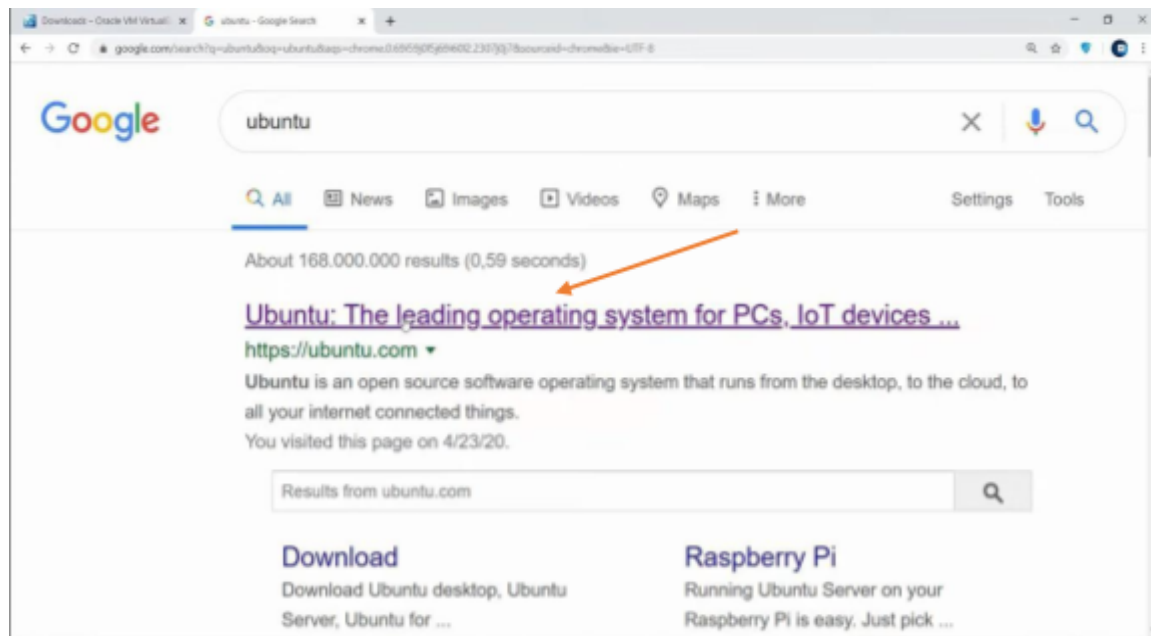 Downloads - Oracle VM Virtual
ubuntu - Google Search
Google
ubuntu
All News Images Videos Maps More Settings Tools
About 168.000.000 results (0,59 seconds)
Ubuntu: The leading operating system for PCs, IoT devices ...
https://ubuntu.com
Ubuntu is an open source software operating system that runs from the desktop, to the cloud, to
all your internet connected things.
You visited this page on 4/23/20.
Results from ubuntu.com
Download
Download Ubuntu desktop, Ubuntu
Server, Ubuntu for ...
Raspberry Pi
Running Ubuntu Server on your
Raspberry Pi is easy. Just pick ...